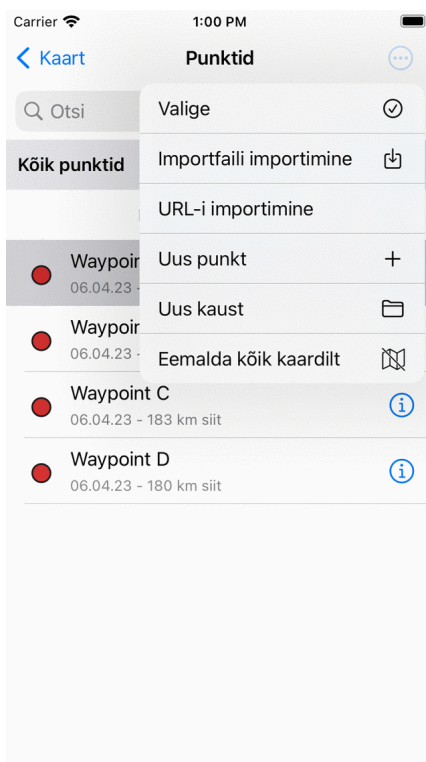 Carrier 1:00 PM
Kaart Punktid
Otsi
Valige
Importfaili importimine
URL-i importimine
Uus punkt
Uus kaust
Eemalda kõik kaardilt
Kõik punktid
06.04.23 -
06.04.23 -
Waypoint C
06.04.23 - 183 km siit
Waypoint D
06.04.23 - 180 km siit